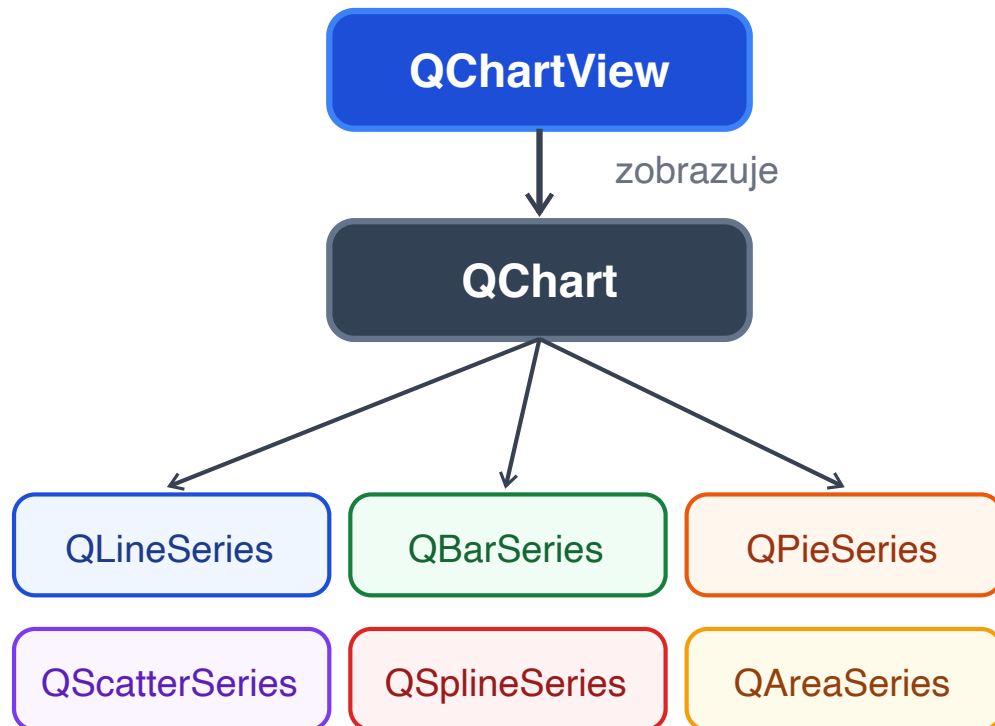 QChartView
zobrazuje
QChart
QLineSeries
QBarSeries
QPieSeries
QScatterSeries
QSplineSeries
QAreaSeries